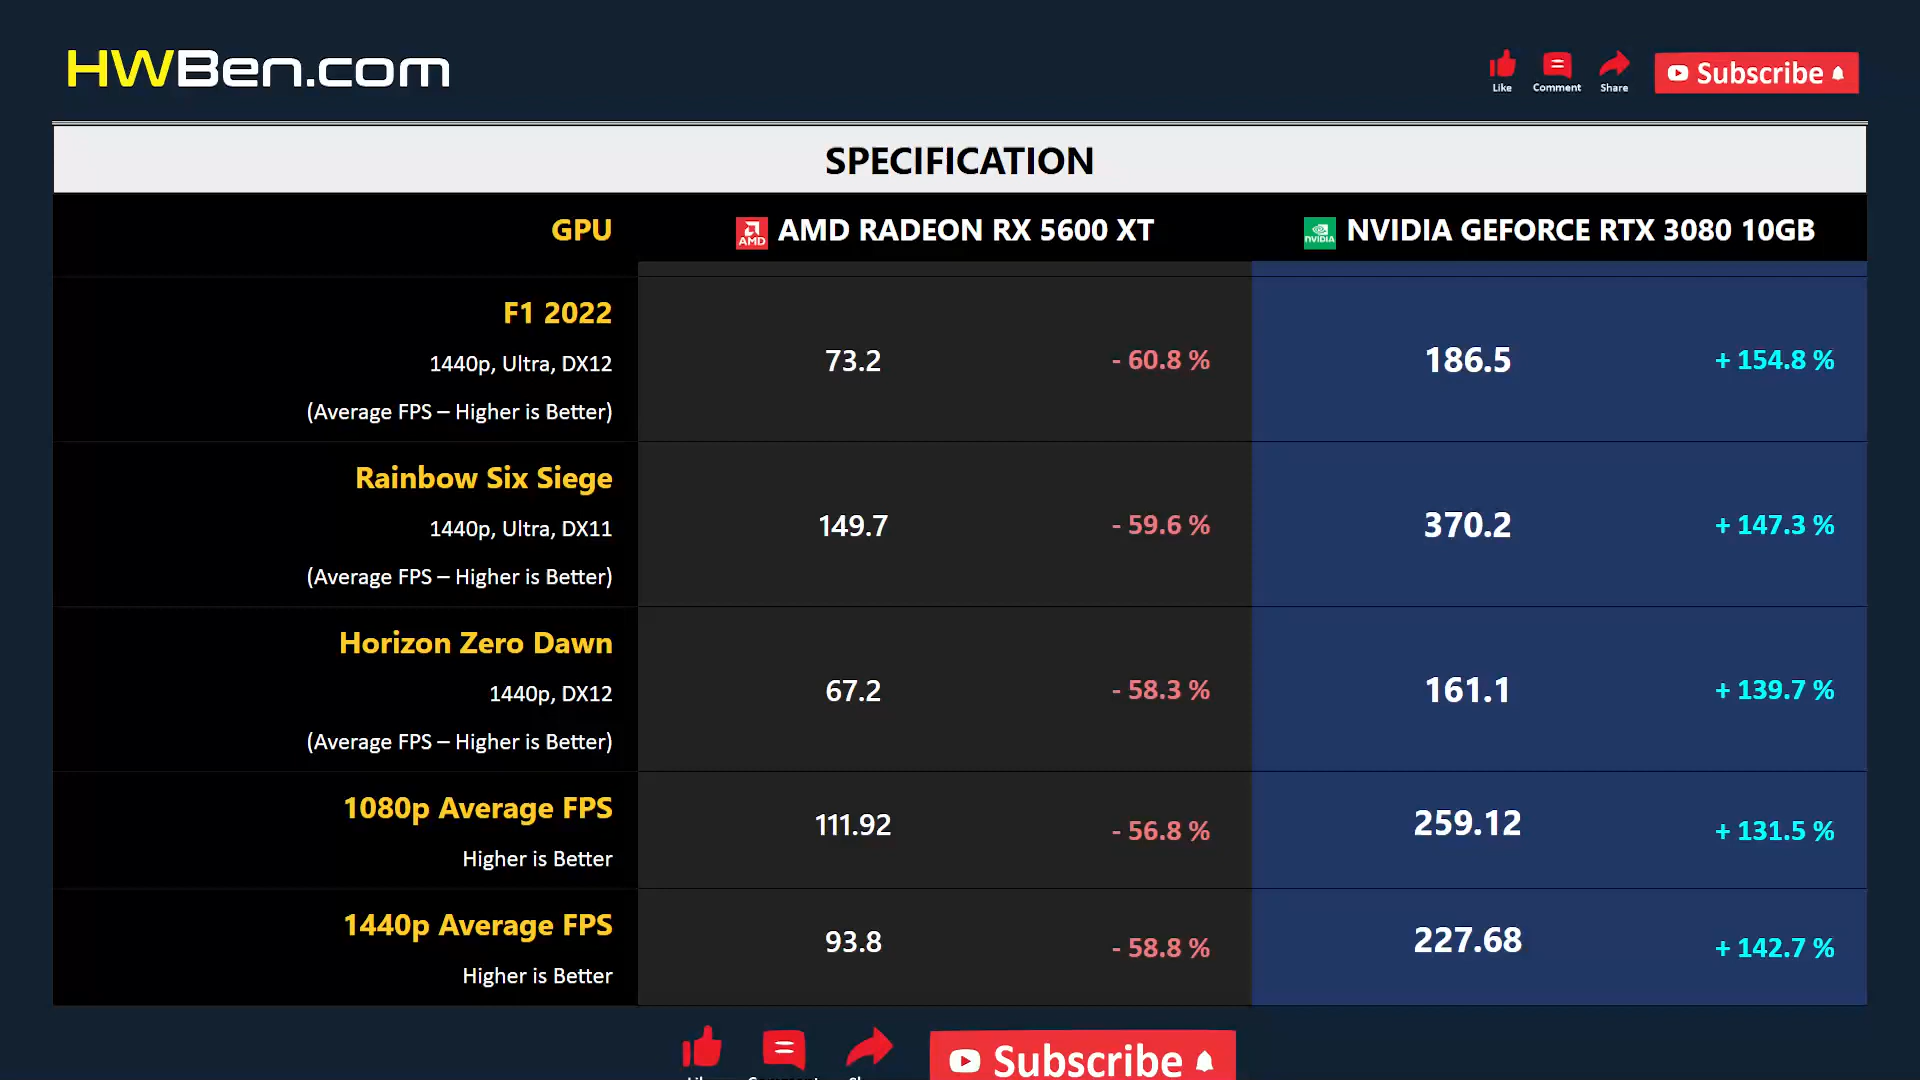 HWBen.com
Like Comment Share Subscribe
SPECIFICATION
GPU AMD AMD RADEON RX 5600 XT NVIDIA NVIDIA GEFORCE RTX 3080 10GB
F1 2022
1440p, Ultra, DX12
73.2 - 60.8 % 186.5 + 154.8 %
(Average FPS – Higher is Better)
Rainbow Six Siege
1440p, Ultra, DX11
149.7 - 59.6 % 370.2 + 147.3 %
(Average FPS – Higher is Better)
Horizon Zero Dawn
1440p, DX12
67.2 - 58.3 % 161.1 + 139.7 %
(Average FPS – Higher is Better)
1080p Average FPS
111.92 - 56.8 % 259.12 + 131.5 %
Higher is Better
1440p Average FPS
93.8 - 58.8 % 227.68 + 142.7 %
Higher is Better
Subscribe